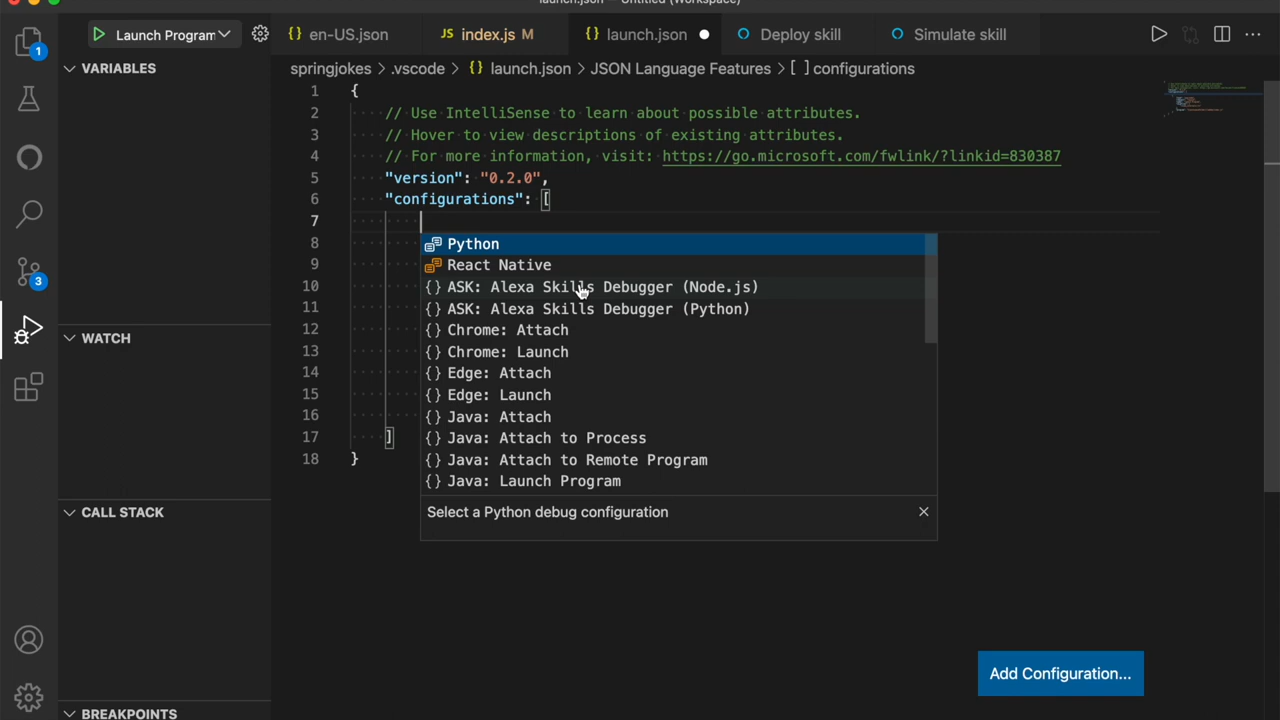 launch.json — Untitled (Workspace)
Launch Program
en-US.json
JS index.js M
launch.json
Deploy skill
Simulate skill
1
VARIABLES
springjokes > .vscode > {} launch.json > JSON Language Features > [ ] configurations
1 {
2 // Use IntelliSense to learn about possible attributes.
3 // Hover to view descriptions of existing attributes.
4 // For more information, visit: https://go.microsoft.com/fwlink/?linkid=830387
5 "version": "0.2.0",
6 "configurations": [
7
8 Python
9 React Native
10 {} ASK: Alexa Skills Debugger (Node.js)
11 {} ASK: Alexa Skills Debugger (Python)
12 {} Chrome: Attach
13 {} Chrome: Launch
14 {} Edge: Attach
15 {} Edge: Launch
16 {} Java: Attach
17 ] {} Java: Attach to Process
18 } {} Java: Attach to Remote Program
{} Java: Launch Program
Select a Python debug configuration
3
WATCH
CALL STACK
Add Configuration...
BREAKPOINTS